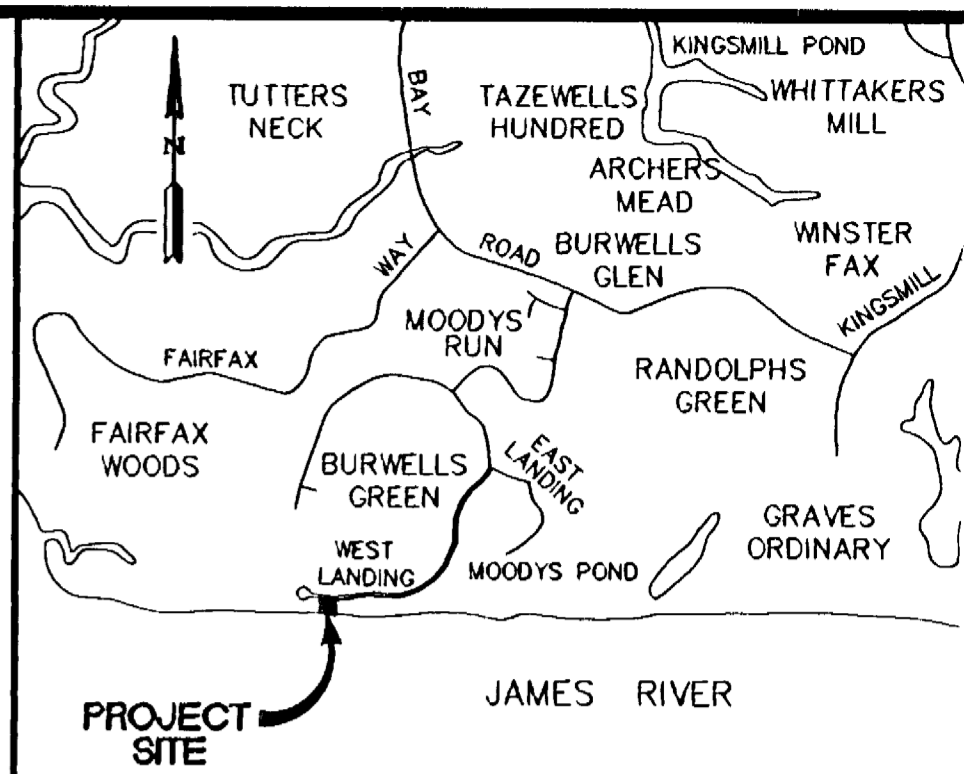 KINGSMILL POND
TUTTERS
NECK
BAY
TAZEWELLS
HUNDRED
WHITTAKERS
MILL
N
ARCHERS
MEAD
WAY
ROAD
BURWELLS
GLEN
WINSTER
FAX
KINGSMILL
MOODYS
RUN
FAIRFAX
RANDOLPHS
GREEN
FAIRFAX
WOODS
BURWELLS
GREEN
EAST
LANDING
GRAVES
ORDINARY
WEST
LANDING
MOODYS POND
JAMES RIVER
PROJECT
SITE